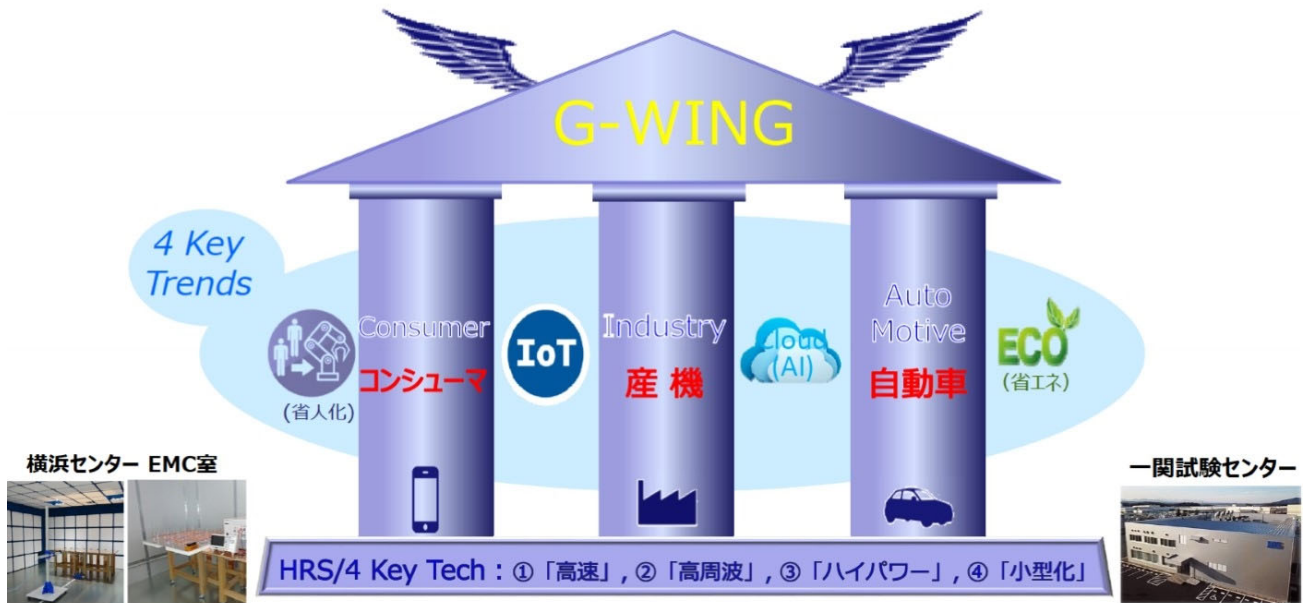 G-WING
4 Key
Trends
(省人化)
Consumer
コンシューマ
IoT
Industry
産 機
Cloud
(AI)
Auto
Motive
自動車
ECO
(省エネ)
横浜センター EMC室
一関試験センター
HRS/4 Key Tech : ①「高速」, ②「高周波」, ③「ハイパワー」, ④「小型化」